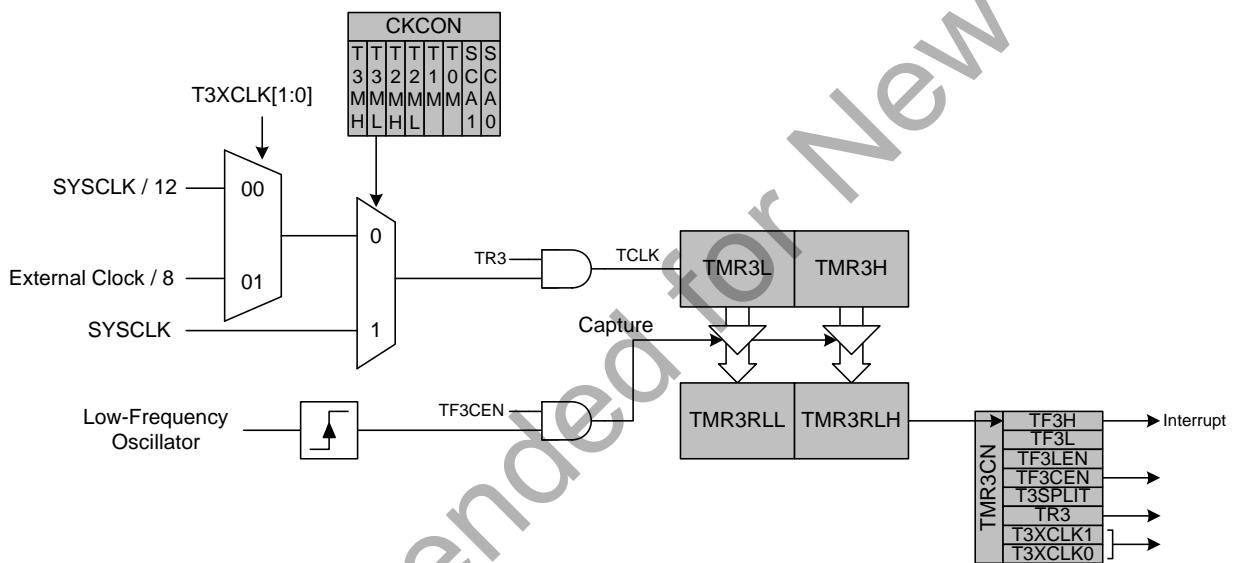 CKCON
T3MH T3ML T2MH T2ML T1M T0M SCA1 SCA0
T3XCLK[1:0]
SYSCLK / 12
00
External Clock / 8
01
SYSCLK
0
1
TR3
TCLK
TMR3L
TMR3H
Capture
Low-Frequency
Oscillator
TF3CEN
TMR3RLL
TMR3RLH
TMR3CN
TF3H
TF3L
TF3LEN
TF3CEN
T3SPLIT
TR3
T3XCLK1
T3XCLK0
Interrupt
ended for New